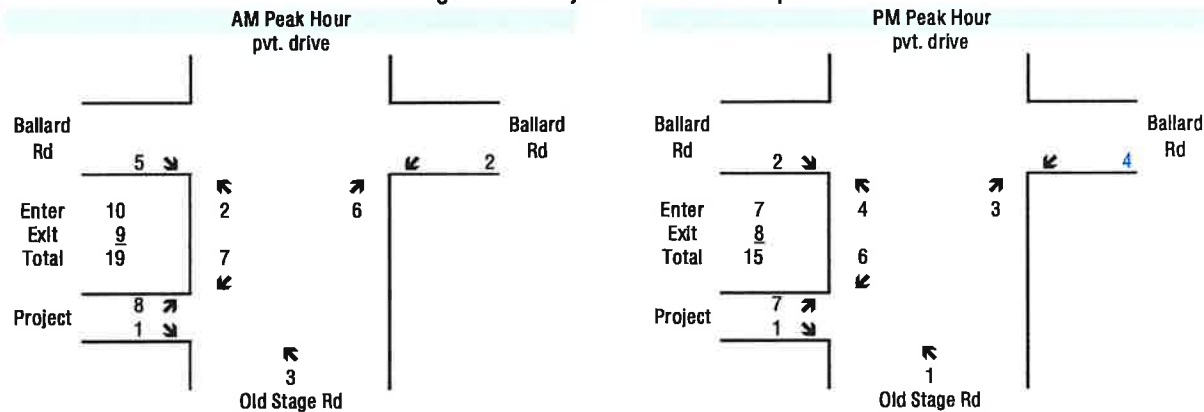 AM Peak Hour
pvt. drive
Ballard
Rd
Ballard
Rd
5
2
Enter 10
2
6
Exit 9
Total 19
7
Project
8
1
3
Old Stage Rd
PM Peak Hour
pvt. drive
Ballard
Rd
Ballard
Rd
2
4
Enter 7
4
3
Exit 8
Total 15
6
Project
7
1
1
Old Stage Rd